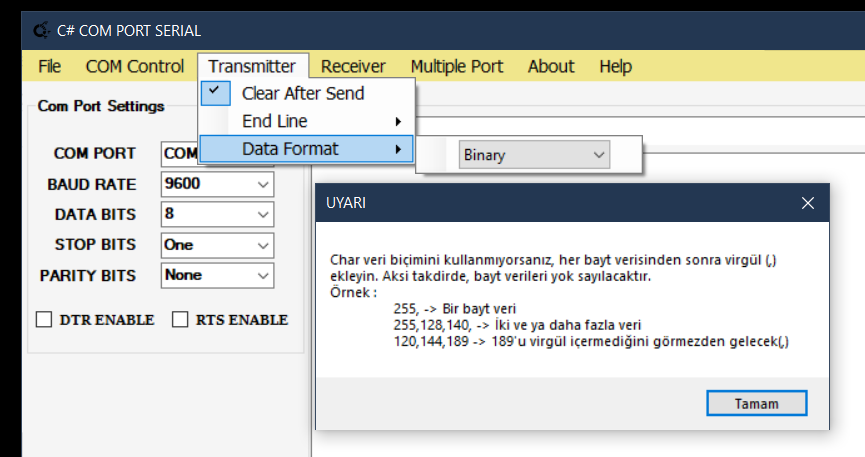 C# COM PORT SERIAL
File COM Control Transmitter Receiver Multiple Port About Help
Clear After Send
End Line
Data Format
Binary
Com Port Settings
COM PORT COM
BAUD RATE 9600
DATA BITS 8
STOP BITS One
PARITY BITS None
DTR ENABLE RTS ENABLE
UYARI
Char veri biçimini kullanmıyorsanız, her bayt verisinden sonra virgül (,)
ekleyin. Aksi takdirde, bayt verileri yok sayılacaktır.
Örnek :
255, -> Bir bayt veri
255,128,140, -> İki ve ya daha fazla veri
120,144,189 -> 189'u virgül içermediğini görmezden gelecek(,)
Tamam